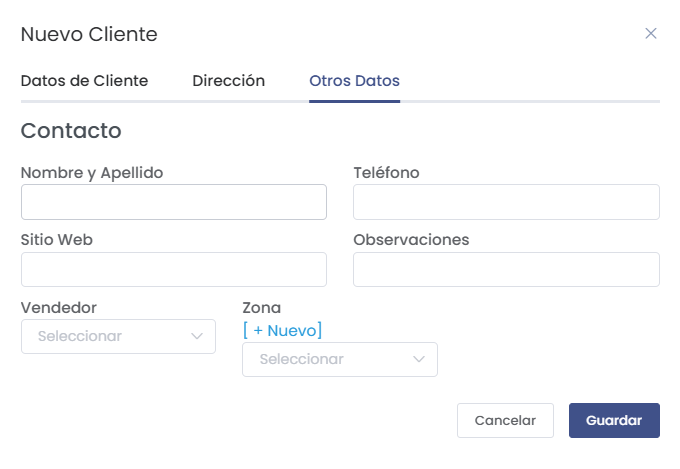 Nuevo Cliente
Datos de Cliente Dirección Otros Datos
Contacto
Nombre y Apellido Teléfono
Sitio Web Observaciones
Vendedor Zona
[ + Nuevo]
Seleccionar Seleccionar
Cancelar Guardar